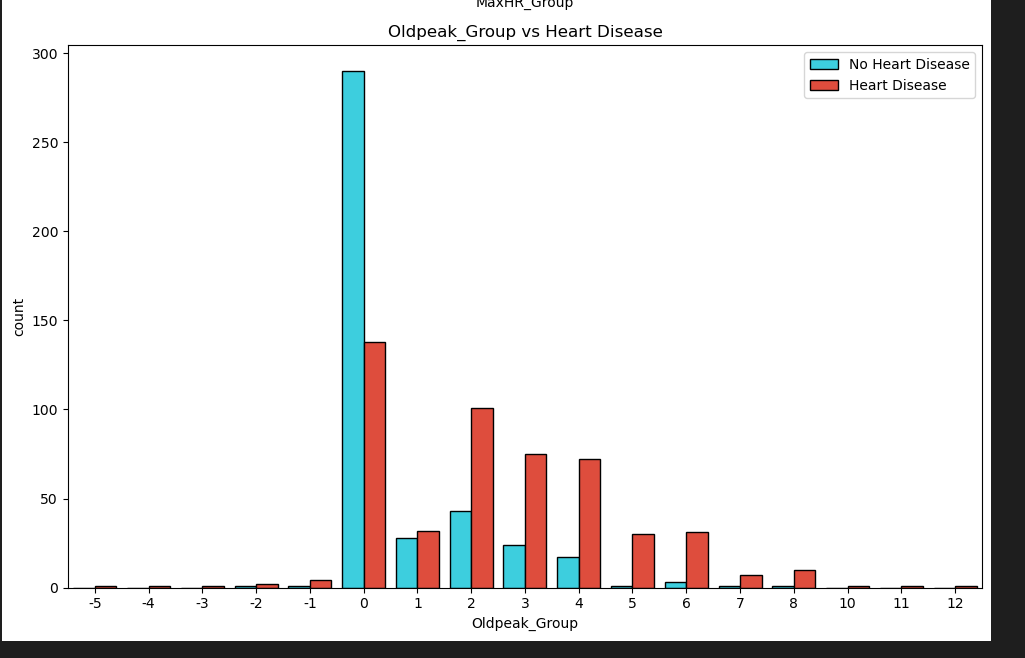 MaxHR_Group
Oldpeak_Group vs Heart Disease
300
250
200
150
100
50
0
count
No Heart Disease
Heart Disease
-5 -4 -3 -2 -1 0 1 2 3 4 5 6 7 8 10 11 12
Oldpeak_Group